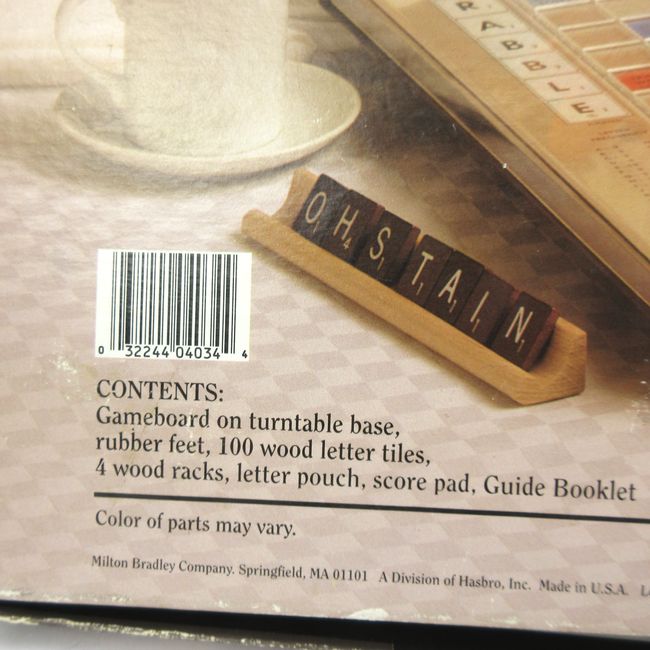 RABBLE
OHSTAIN
0 32244 04034 4
CONTENTS:
Gameboard on turntable base,
rubber feet, 100 wood letter tiles,
4 wood racks, letter pouch, score pad, Guide Booklet
Color of parts may vary.
Milton Bradley Company. Springfield, MA 01101 A Division of Hasbro, Inc. Made in U.S.A.